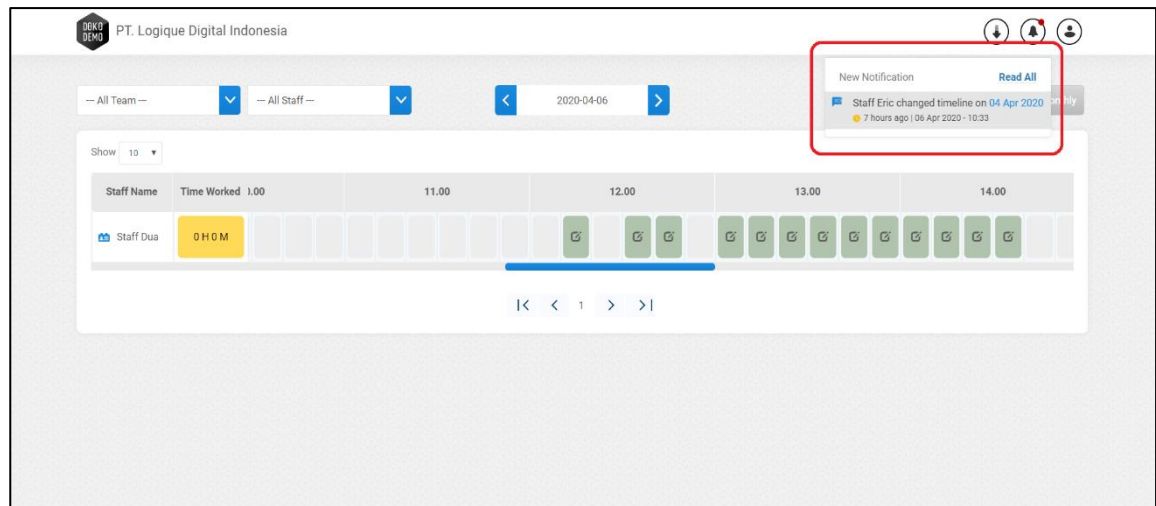 DOKO
DEMO
PT. Logique Digital Indonesia
New Notification Read All
Staff Eric changed timeline on 04 Apr 2020
7 hours ago | 06 Apr 2020 - 10:33
--- All Team --- --- All Staff --- 2020-04-06
Show 10
Staff Name Time Worked 0.00 11.00 12.00 13.00 14.00
Staff Dua 0 H 0 M
1